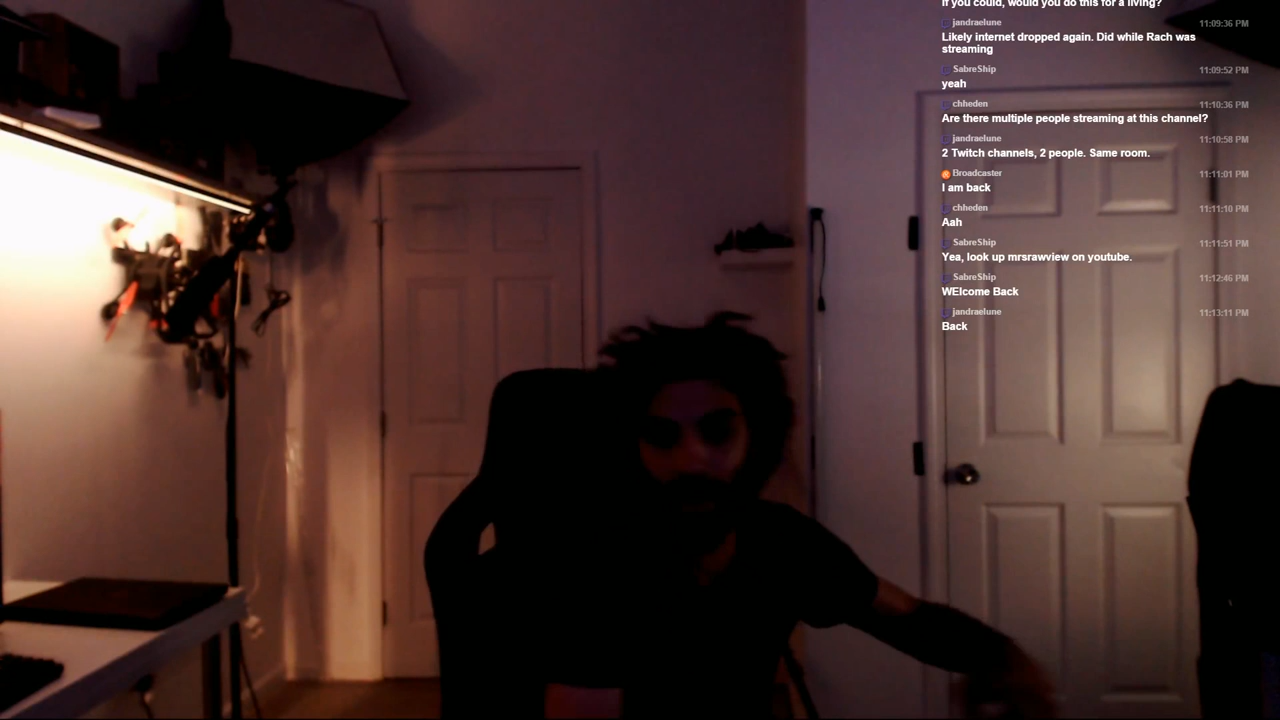 If you could, would you do this for a living?
jandraelune 11:09:36 PM
Likely internet dropped again. Did while Rach was
streaming
SabreShip 11:09:52 PM
yeah
chheden 11:10:36 PM
Are there multiple people streaming at this channel?
jandraelune 11:10:58 PM
2 Twitch channels, 2 people. Same room.
Broadcaster 11:11:01 PM
I am back
chheden 11:11:10 PM
Aah
SabreShip 11:11:51 PM
Yea, look up mrsrawview on youtube.
SabreShip 11:12:46 PM
WElcome Back
jandraelune 11:13:11 PM
Back